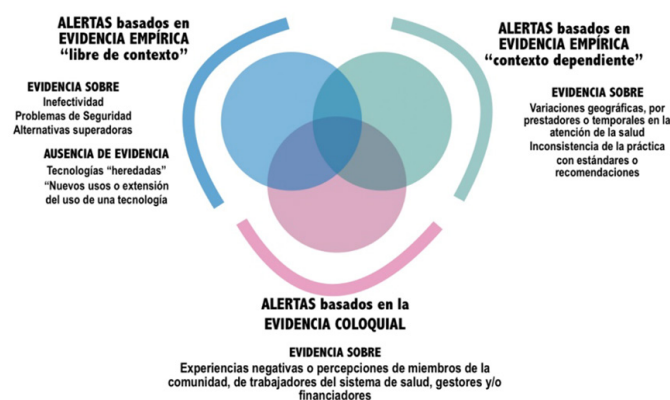 ALERTAS basados en
EVIDENCIA EMPÍRICA
“libre de contexto”
EVIDENCIA SOBRE
Inefectividad
Problemas de Seguridad
Alternativas superadoras
AUSENCIA DE EVIDENCIA
Tecnologías “heredadas”
“Nuevos usos o extensión
del uso de una tecnología
ALERTAS basados en
EVIDENCIA EMPÍRICA
“contexto dependiente”
EVIDENCIA SOBRE
Variaciones geográficas, por
prestadores o temporales en la
atención de la salud
Inconsistencia de la práctica
con estándares o
recomendaciones
ALERTAS basados en la
EVIDENCIA COLOQUIAL
EVIDENCIA SOBRE
Experiencias negativas o percepciones de miembros de la
comunidad, de trabajadores del sistema de salud, gestores y/o
financiadores